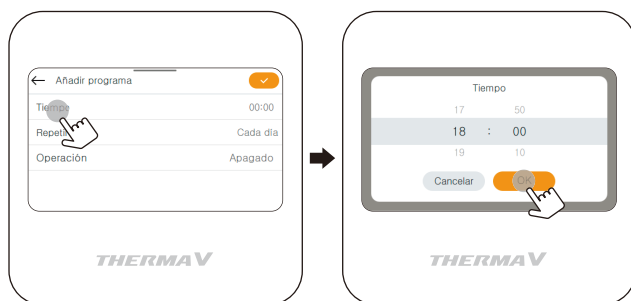 Añadir programa
Tiempo 00:00
Repetir Cada día
Operación Apagado
THERMA V
Tiempo
17 50
18 : 00
19 10
Cancelar OK
THERMA V